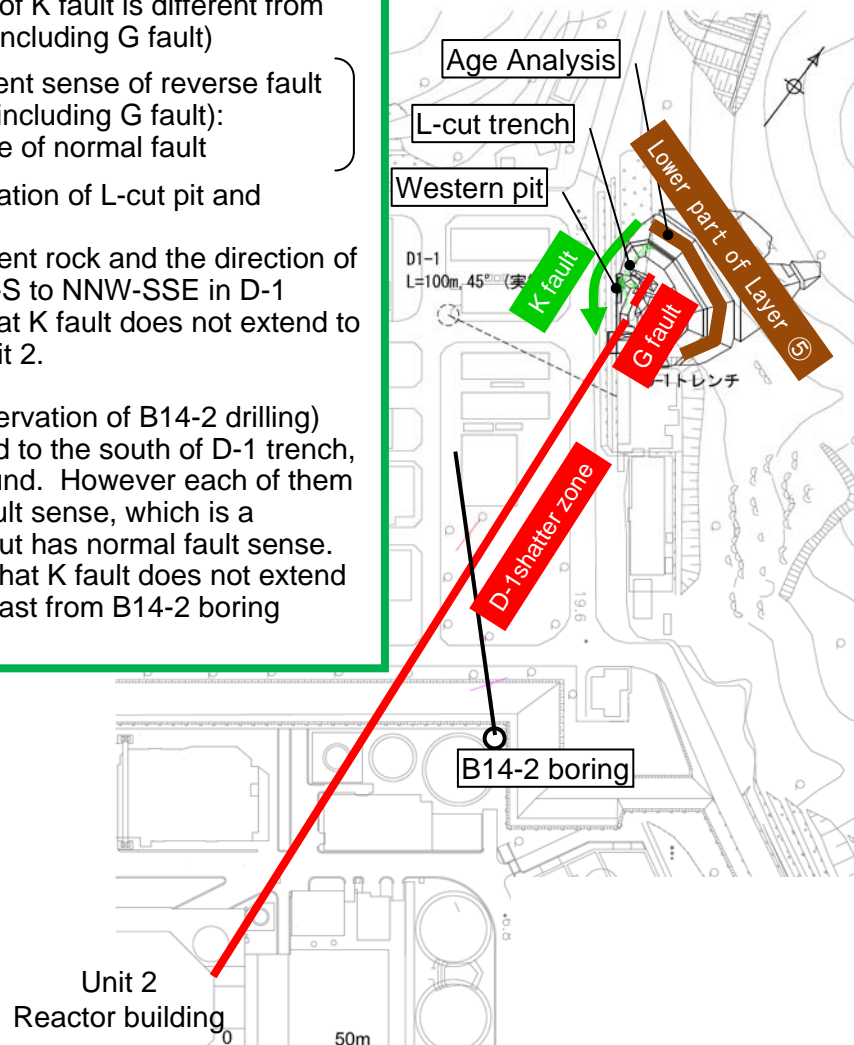 of K fault is different from
including G fault)
ent sense of reverse fault
including G fault):
e of normal fault
ation of L-cut pit and
ent rock and the direction of
S to NNW-SSE in D-1
at K fault does not extend to
it 2.
ervation of B14-2 drilling)
d to the south of D-1 trench,
und. However each of them
ult sense, which is a
ut has normal fault sense.
hat K fault does not extend
ast from B14-2 boring
Age Analysis
L-cut trench
Western pit
Lower part of Layer ⑤
D1-1
L=100m, 45° (実
K fault
G fault
-1トレンチ
D-1shatter zone
19.6
B14-2 boring
Unit 2
Reactor building
0
50m